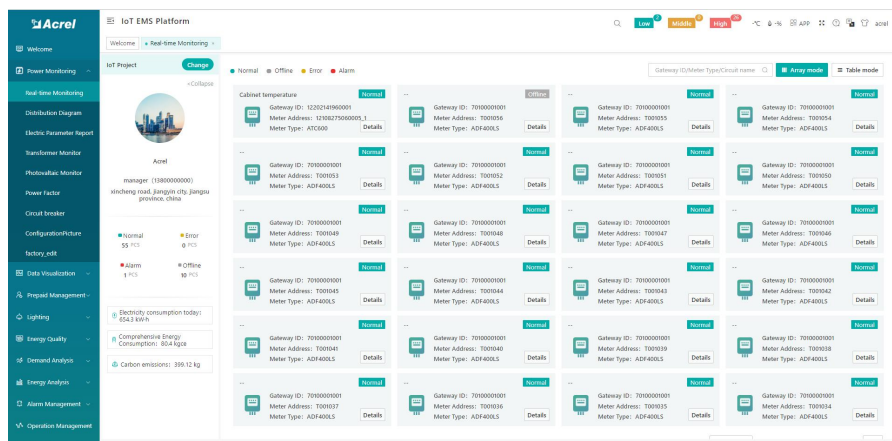 Acrel
IoT EMS Platform
Low
Middle
High
26
-℃
-%
APP
acrel
Welcome
Power Monitoring
Real-time Monitoring
Distribution Diagram
Electric Parameter Report
Transformer Monitor
Photovaltaic Monitor
Power Factor
Circuit breaker
ConfigurationPicture
factory_edit
Data Visualization
Prepaid Management
Lighting
Energy Quality
Demand Analysis
Energy Analysis
Alarm Management
Operation Management
Welcome
Real-time Monitoring
IoT Project
Change
«Collapse
Acrel
manager (13800000000)
xincheng road, jiangyin city, jiangsu
province, china
Normal
55 PCS
Error
0 PCS
Alarm
1 PCS
Offline
10 PCS
Electricity consumption today:
654.3 kW·h
Comprehensive Energy
Consumption: 80.4 kgce
Carbon emissions: 399.12 kg
Normal Offline Error Alarm
Gateway ID/Meter Type/Circuit name
Array mode
Table mode
Cabinet temperature Normal
Gateway ID: 12202141960001
Meter Address: 12108275060005_1
Meter Type: ATC600 Details
-- Offline
Gateway ID: 70100001001
Meter Address: T001056
Meter Type: ADF400LS Details
-- Normal
Gateway ID: 70100001001
Meter Address: T001055
Meter Type: ADF400LS Details
-- Normal
Gateway ID: 70100001001
Meter Address: T001054
Meter Type: ADF400LS Details
-- Normal
Gateway ID: 70100001001
Meter Address: T001053
Meter Type: ADF400LS Details
-- Normal
Gateway ID: 70100001001
Meter Address: T001052
Meter Type: ADF400LS Details
-- Normal
Gateway ID: 70100001001
Meter Address: T001051
Meter Type: ADF400LS Details
-- Normal
Gateway ID: 70100001001
Meter Address: T001050
Meter Type: ADF400LS Details
-- Normal
Gateway ID: 70100001001
Meter Address: T001049
Meter Type: ADF400LS Details
-- Normal
Gateway ID: 70100001001
Meter Address: T001048
Meter Type: ADF400LS Details
-- Normal
Gateway ID: 70100001001
Meter Address: T001047
Meter Type: ADF400LS Details
-- Normal
Gateway ID: 70100001001
Meter Address: T001046
Meter Type: ADF400LS Details
-- Normal
Gateway ID: 70100001001
Meter Address: T001045
Meter Type: ADF400LS Details
-- Normal
Gateway ID: 70100001001
Meter Address: T001044
Meter Type: ADF400LS Details
-- Normal
Gateway ID: 70100001001
Meter Address: T001043
Meter Type: ADF400LS Details
-- Normal
Gateway ID: 70100001001
Meter Address: T001042
Meter Type: ADF400LS Details
-- Normal
Gateway ID: 70100001001
Meter Address: T001041
Meter Type: ADF400LS Details
-- Normal
Gateway ID: 70100001001
Meter Address: T001040
Meter Type: ADF400LS Details
-- Normal
Gateway ID: 70100001001
Meter Address: T001039
Meter Type: ADF400LS Details
-- Normal
Gateway ID: 70100001001
Meter Address: T001038
Meter Type: ADF400LS Details
-- Normal
Gateway ID: 70100001001
Meter Address: T001037
Meter Type: ADF400LS Details
-- Normal
Gateway ID: 70100001001
Meter Address: T001036
Meter Type: ADF400LS Details
-- Normal
Gateway ID: 70100001001
Meter Address: T001035
Meter Type: ADF400LS Details
-- Normal
Gateway ID: 70100001001
Meter Address: T001034
Meter Type: ADF400LS Details